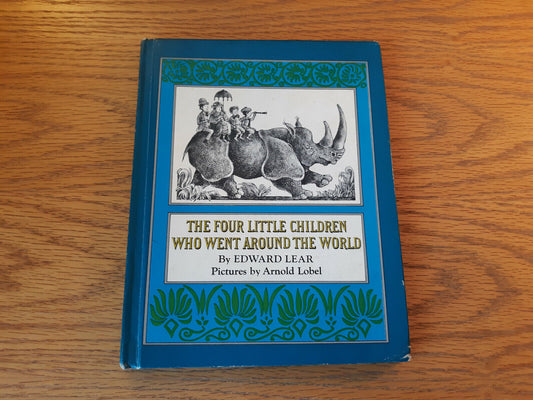 THE FOUR LITTLE CHILDREN
WHO WENT AROUND THE WORLD
By EDWARD LEAR
Pictures by Arnold Lobel